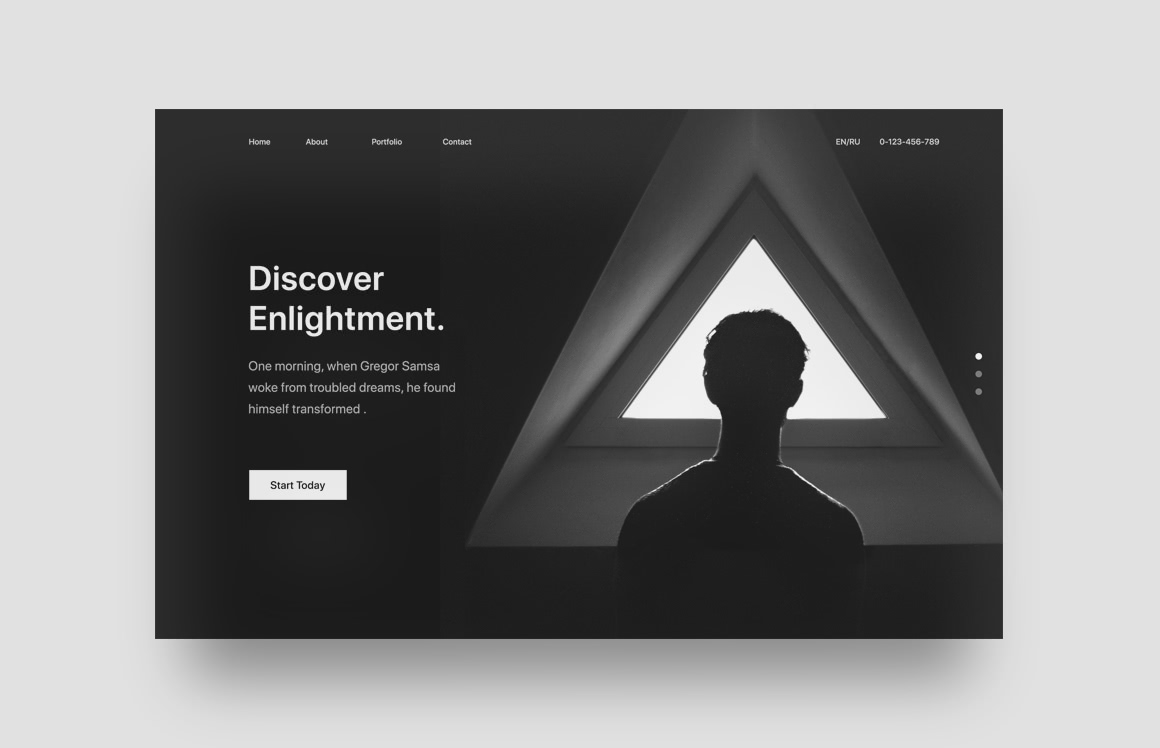 Home About Portfolio Contact EN/RU 0-123-456-789
Discover
Enlightment.
One morning, when Gregor Samsa
woke from troubled dreams, he found
himself transformed .
Start Today